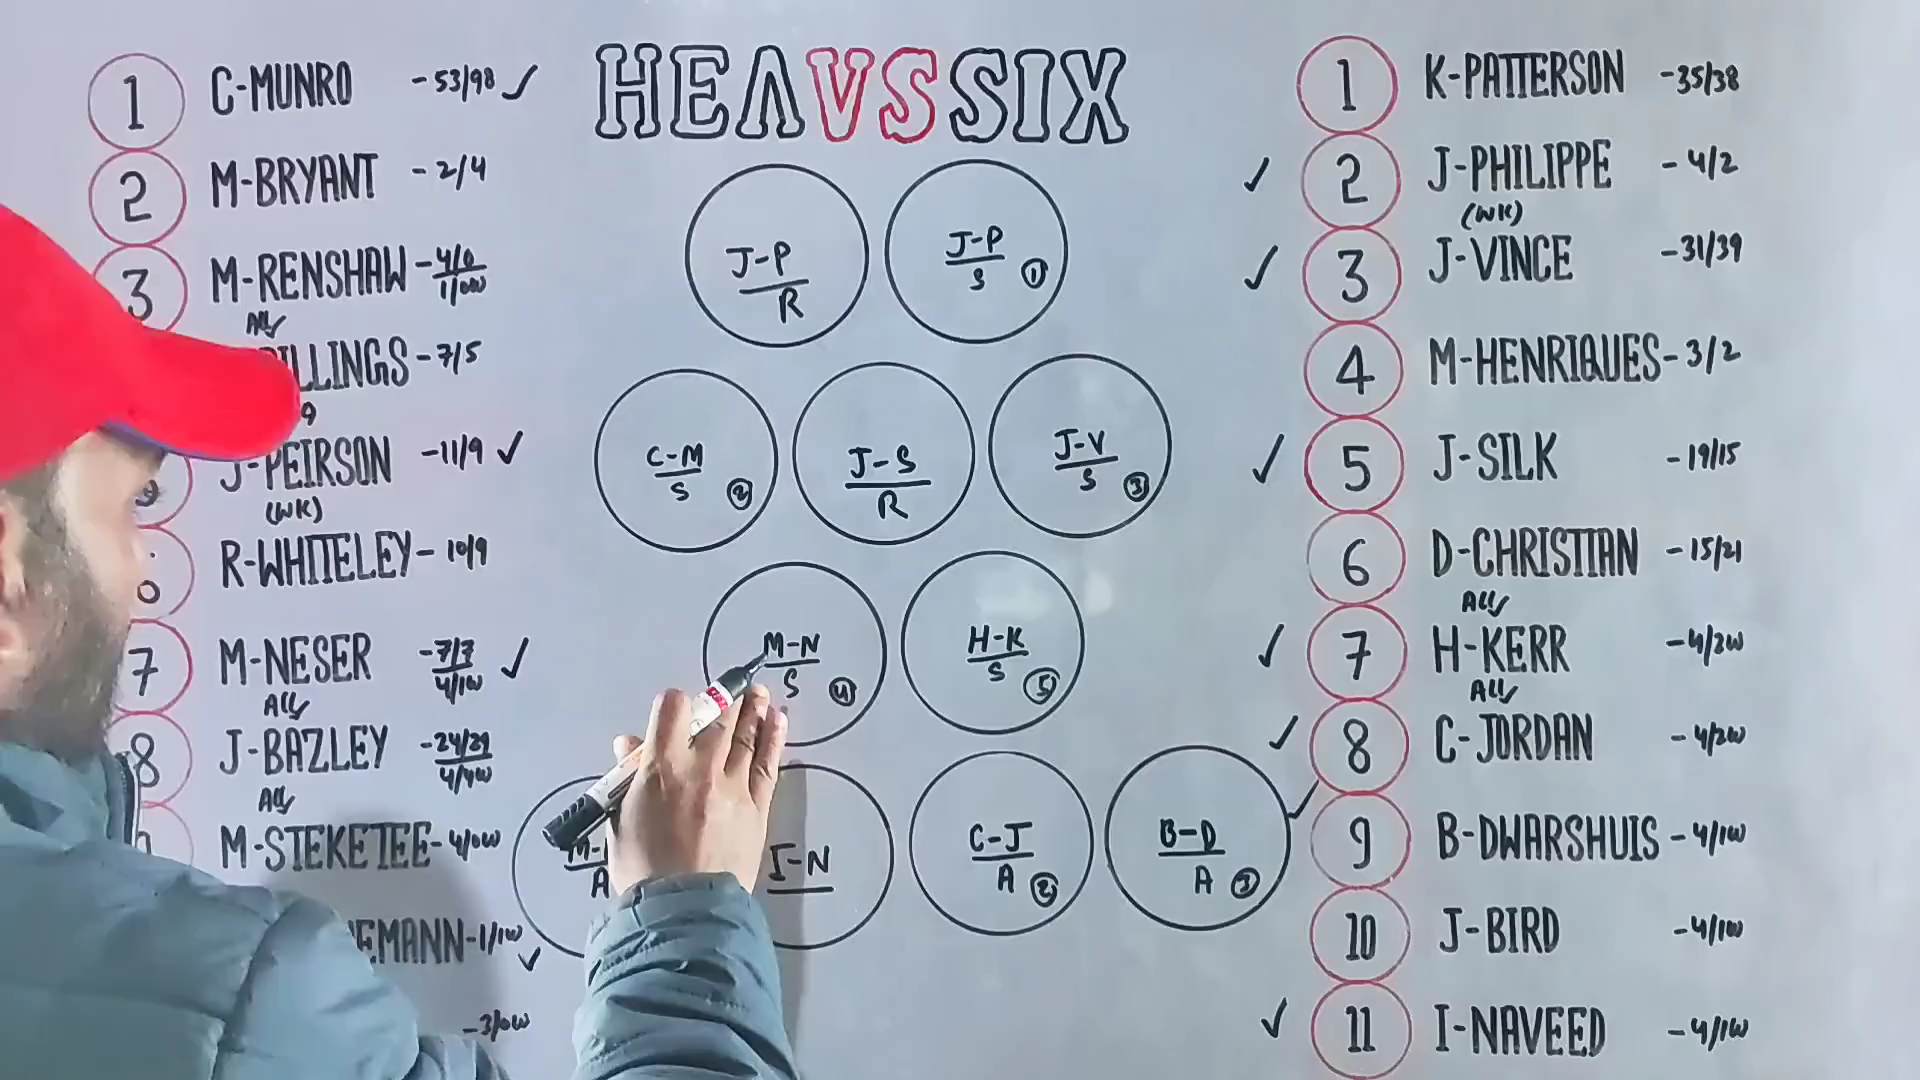 HEAVSSIX
1 C-MUNRO -53/98 ✓
2 M-BRYANT -2/4
3 M-RENSHAW -4/0
1/0W
All
ILLINGS -7/5
J-PEIRSON -11/9 ✓
(WK)
R-WHITELEY - 10/9
7 M-NESER -7/7 ✓
4/1W
All
8 J-BAZLEY -24/29
4/4W
All
M-STEKETEE -4/0W
EMANN -1/1W ✓
-3/0W
J-P
R
J-P
S 1
C-M
S 2
J-S
R
J-V
S 3
M-N
S 4
H-K
S 5
A
I-N
C-J
A 2
B-D
A 3
1 K-PATTERSON -35/38
✓ 2 J-PHILIPPE - 4/2
(WK)
✓ 3 J-VINCE -31/39
4 M-HENRIQUES - 3/2
✓ 5 J-SILK -19/15
6 D-CHRISTIAN -15/21
All
✓ 7 H-KERR -4/2W
All
✓ 8 C-JORDAN -4/2W
✓ 9 B-DWARSHUIS -4/1W
10 J-BIRD -4/1W
✓ 11 I-NAVEED -4/1W